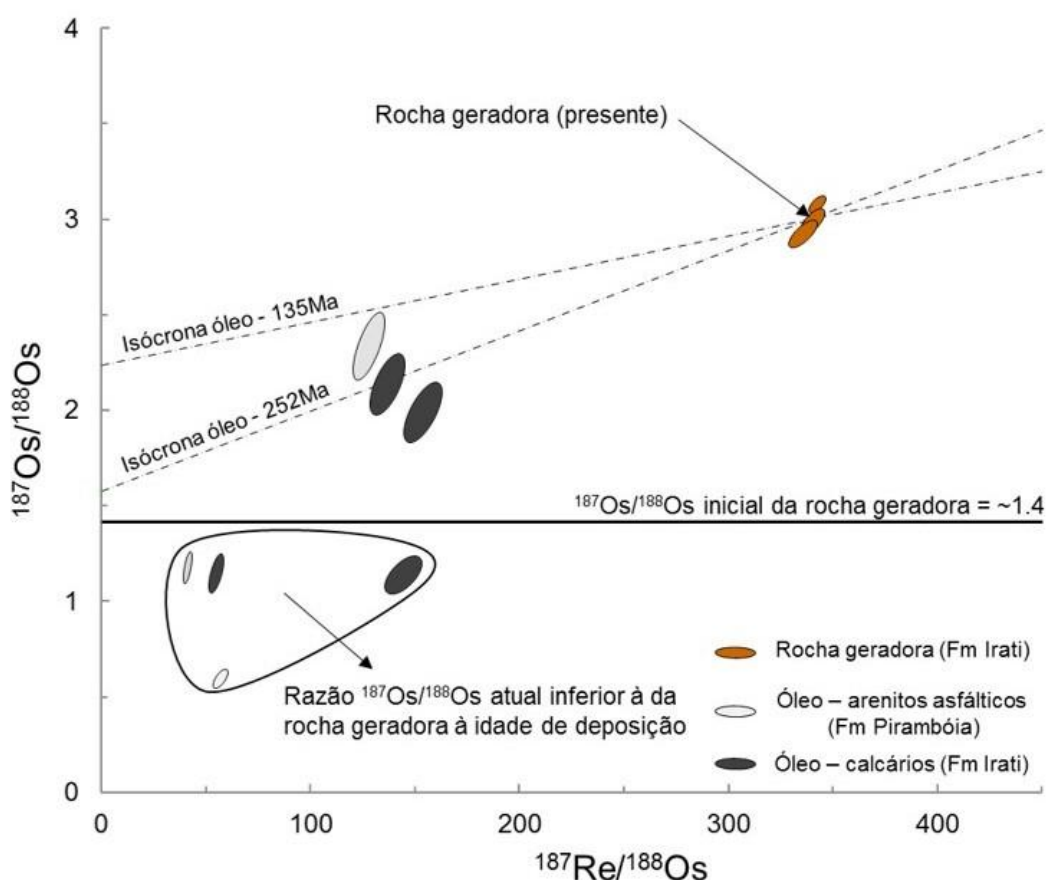 4
Rocha geradora (presente)
3
Isócrona óleo - 135Ma
2
Isócrona óleo - 252Ma
¹⁸⁷Os/¹⁸⁸Os
¹⁸⁷Os/¹⁸⁸Os inicial da rocha geradora = ~1.4
1
Rocha geradora (Fm Irati)
Razão ¹⁸⁷Os/¹⁸⁸Os atual inferior à da
rocha geradora à idade de deposição
Óleo – arenitos asfálticos
(Fm Pirambóia)
Óleo – calcários (Fm Irati)
0
0 100 200 300 400
¹⁸⁷Re/¹⁸⁸Os